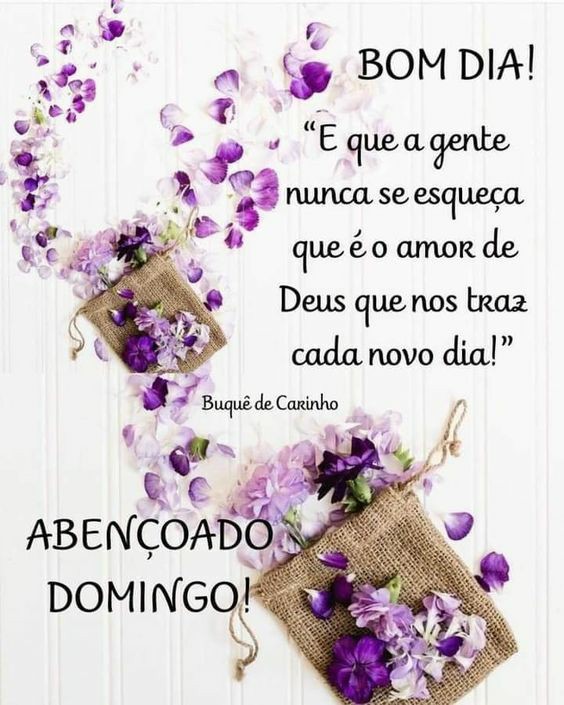 BOM DIA!
“E que a gente
nunca se esqueça
que é o amor de
Deus que nos traz
cada novo dia!”
Buquê de Carinho
ABENÇOADO
DOMINGO!